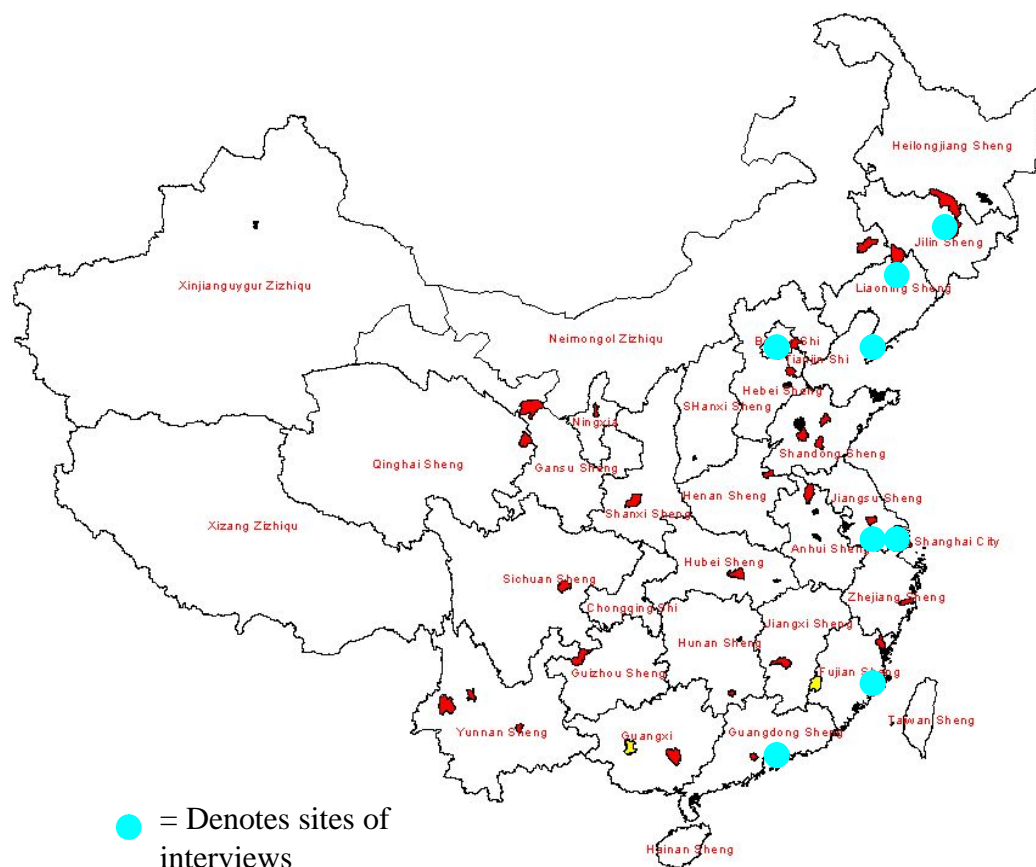 Heilongjiang Sheng
Jilin Sheng
Xinjianguygur Zizhiqu
Liaoning Sheng
Neimongol Zizhiqu
Shi
Tianjin Shi
Hebei Sheng
SHanxi Sheng
Ningxia
Shandong Sheng
Qinghai Sheng
Gansu Sheng
Henan Sheng
Jiangsu Sheng
Shanxi Sheng
Xizang Zizhiqu
Shanghai City
Anhui Sheng
Hubei Sheng
Sichuan Sheng
Zhejiang Sheng
Chongqing Shi
Jiangxi Sheng
Hunan Sheng
Guizhou Sheng
Fujian Sheng
Taiwan Sheng
Yunnan Sheng
Guangxi
Guangdong Sheng
= Denotes sites of
interviews
Hainan Sheng